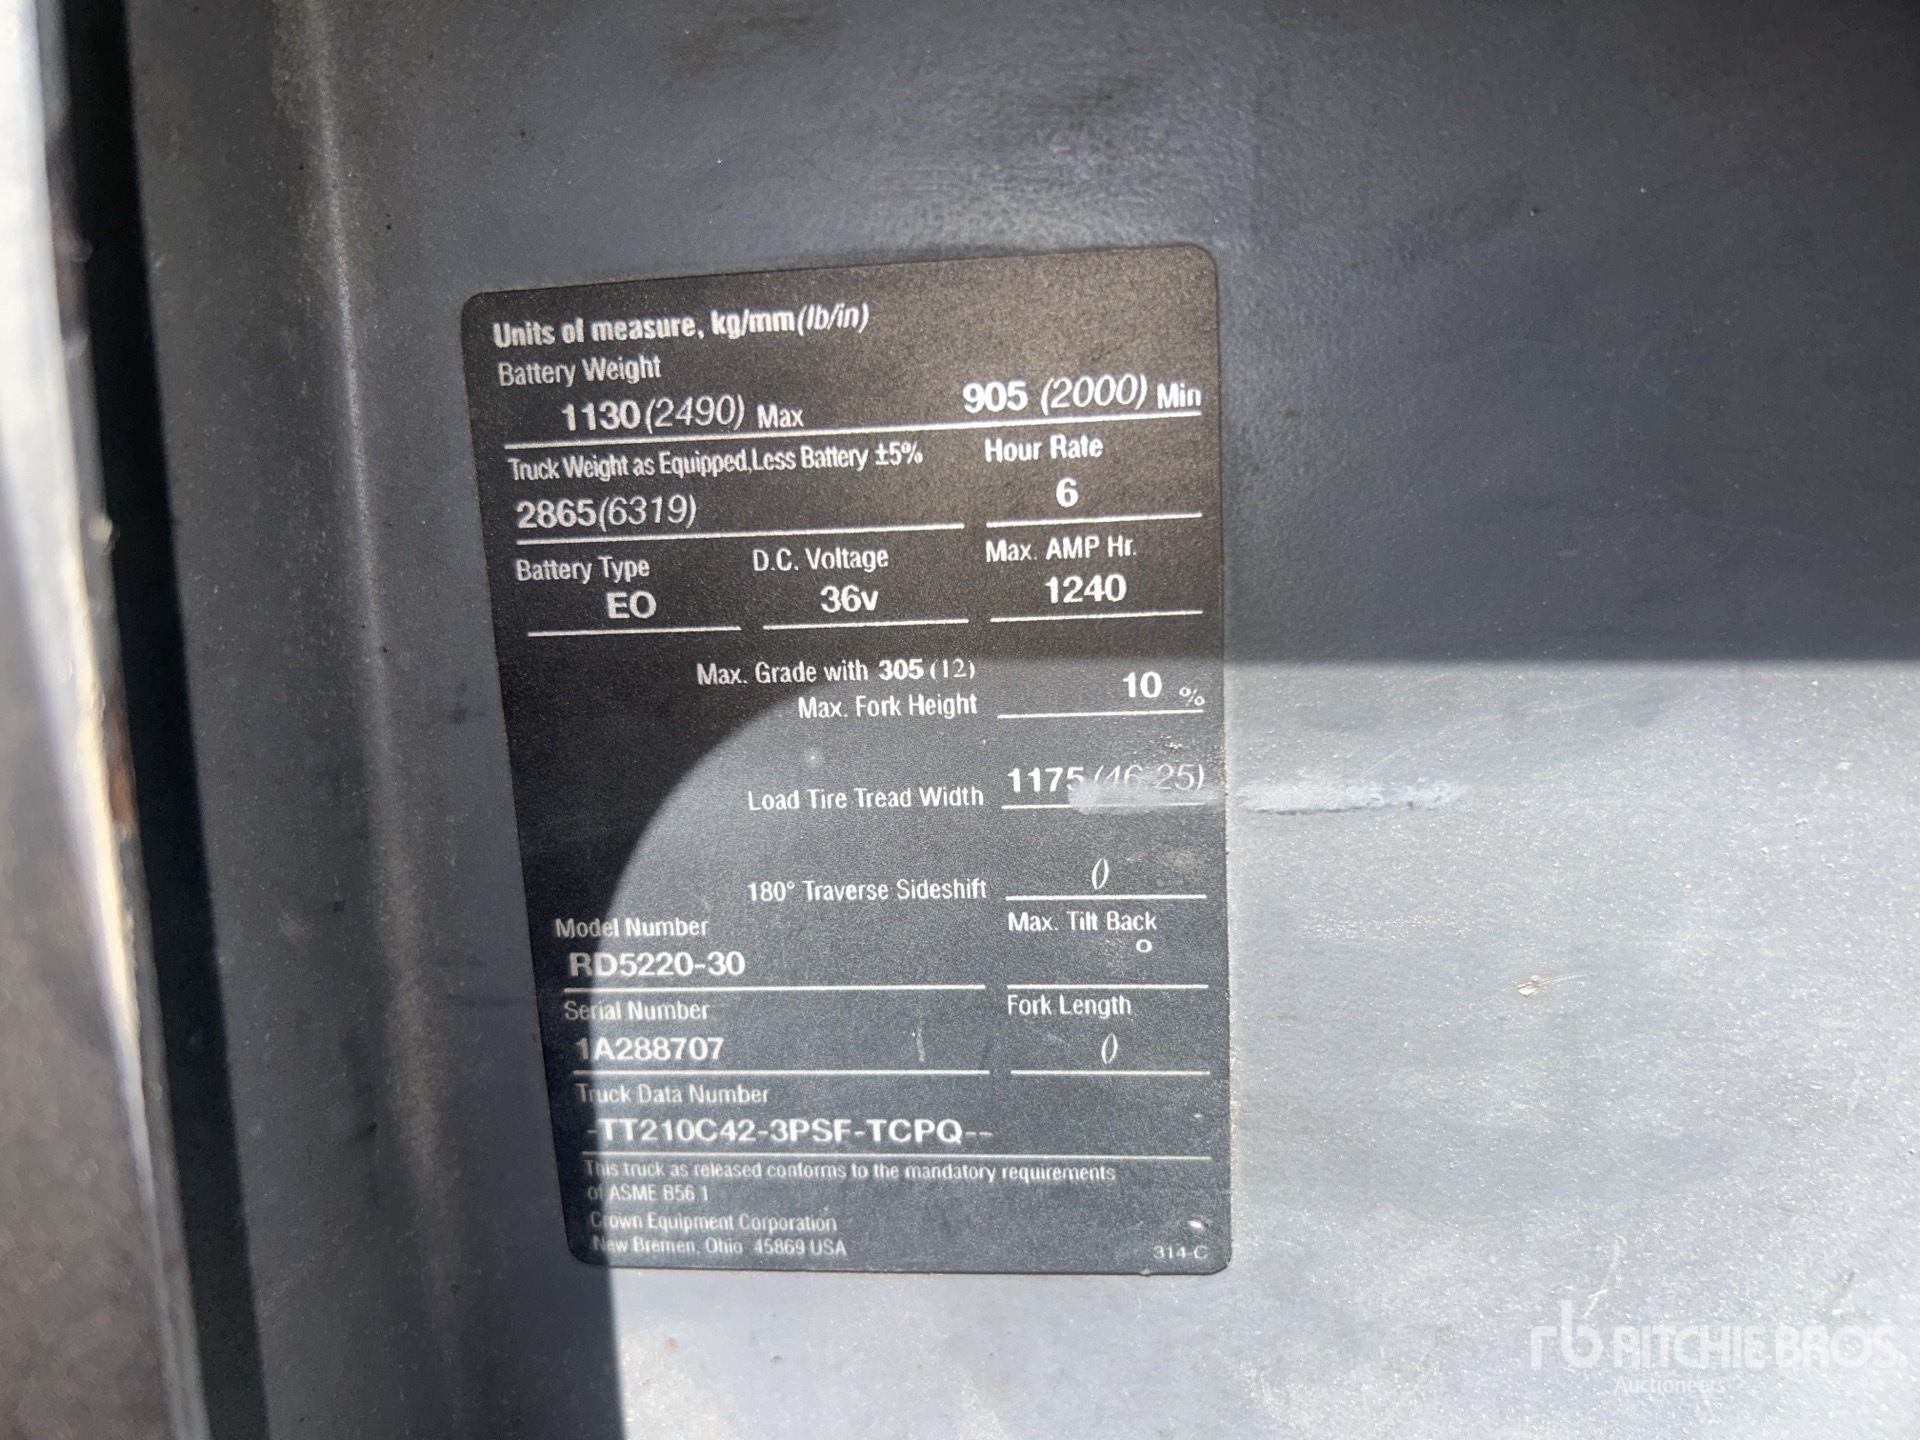 Units of measure, kg/mm(lb/in)
Battery Weight
1130(2490) Max 905 (2000) Min
Truck Weight as Equipped,Less Battery ±5% Hour Rate
2865(6319) 6
Battery Type D.C. Voltage Max. AMP Hr.
EO 36v 1240
Max. Grade with 305 (12)
Max. Fork Height 10 %
Load Tire Tread Width 1175(46.25)
180° Traverse Sideshift ()
Model Number Max. Tilt Back
RD5220-30 °
Serial Number Fork Length
1A288707 ()
Truck Data Number
-TT210C42-3PSF-TCPQ--
This truck as released conforms to the mandatory requirements
of ASME B56.1
Crown Equipment Corporation
New Bremen, Ohio 45869 USA 314-C
rb RITCHIE BROS.
Auctioneers